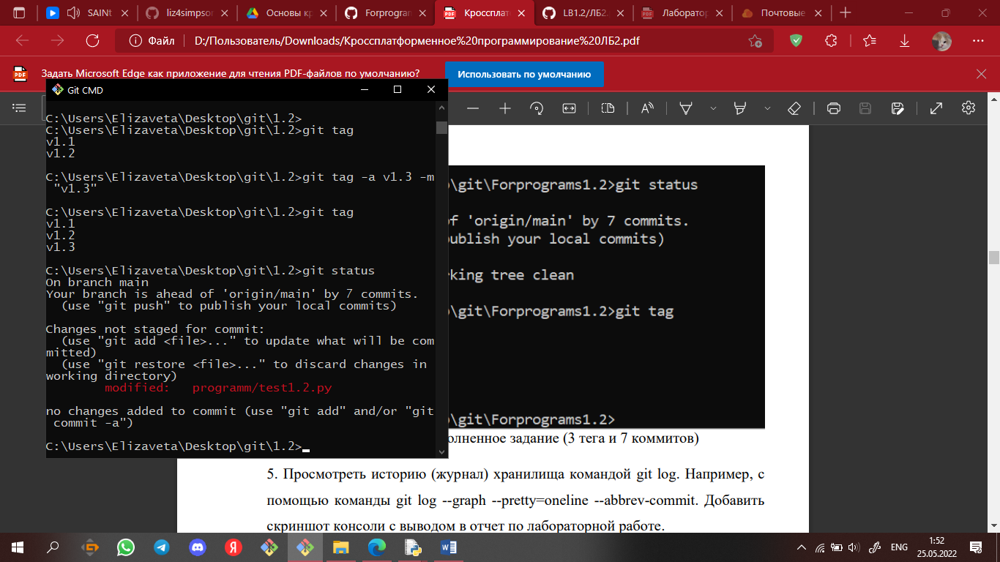 SAINt
liz4simpson
Основы кр
Forprogran
Кроссплат
LB1.2/ЛБ2.
Лаборатор
Почтовые
Файл
D:/Пользователь/Downloads/Кроссплатформенное%20программирование%20ЛБ2.pdf
Задать Microsoft Edge как приложение для чтения PDF-файлов по умолчанию?
Использовать по умолчанию
Git CMD
C:\Users\Elizaveta\Desktop\git\1.2>
C:\Users\Elizaveta\Desktop\git\1.2>git tag
v1.1
v1.2
C:\Users\Elizaveta\Desktop\git\1.2>git tag -a v1.3 -m
"v1.3"
C:\Users\Elizaveta\Desktop\git\1.2>git tag
v1.1
v1.2
v1.3
C:\Users\Elizaveta\Desktop\git\1.2>git status
On branch main
Your branch is ahead of 'origin/main' by 7 commits.
(use "git push" to publish your local commits)
Changes not staged for commit:
(use "git add <file>..." to update what will be com
mitted)
(use "git restore <file>..." to discard changes in
working directory)
modified: programm/test1.2.py
no changes added to commit (use "git add" and/or "git
commit -a")
C:\Users\Elizaveta\Desktop\git\1.2>
\git\Forprograms1.2>git status
of 'origin/main' by 7 commits.
ublish your local commits)
king tree clean
\git\Forprograms1.2>git tag
\git\Forprograms1.2>
олненное задание (3 тега и 7 коммитов)
5. Просмотреть историю (журнал) хранилища командой git log. Например, с
помощью команды git log --graph --pretty=oneline --abbrev-commit. Добавить
скриншот консоли с выводом в отчет по лабораторной работе.
ENG
1:52
25.05.2022